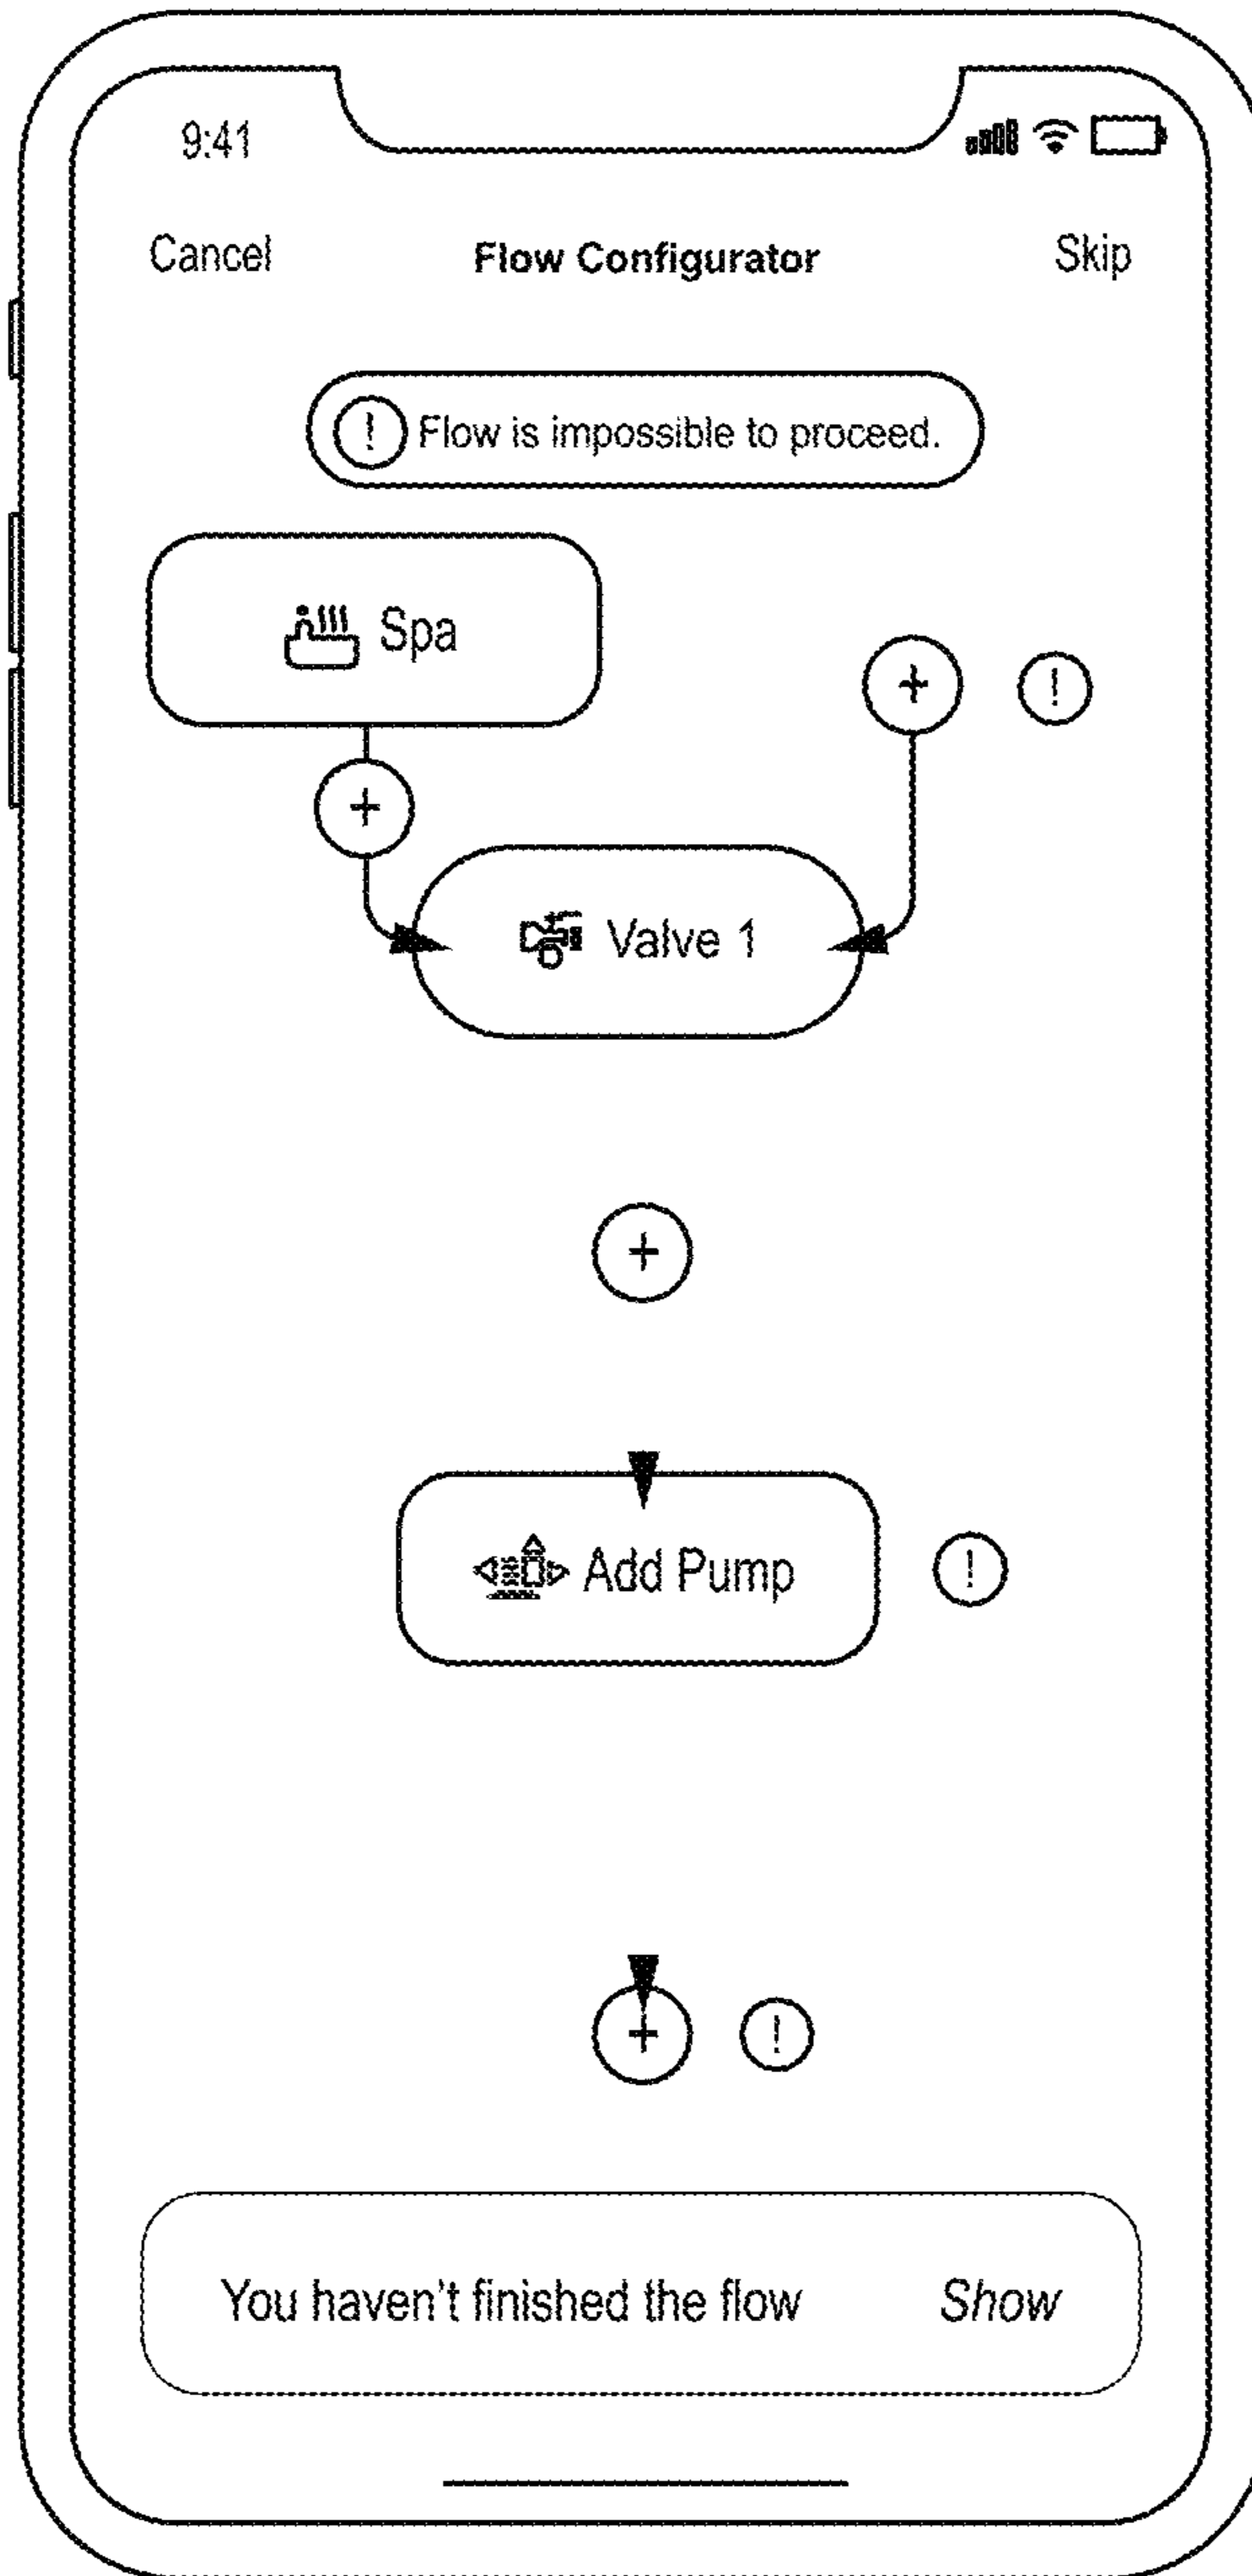 9:41
Cancel Flow Configurator Skip
! Flow is impossible to proceed.
Spa
+ !
+
Valve 1
+
Add Pump !
+ !
You haven't finished the flow Show